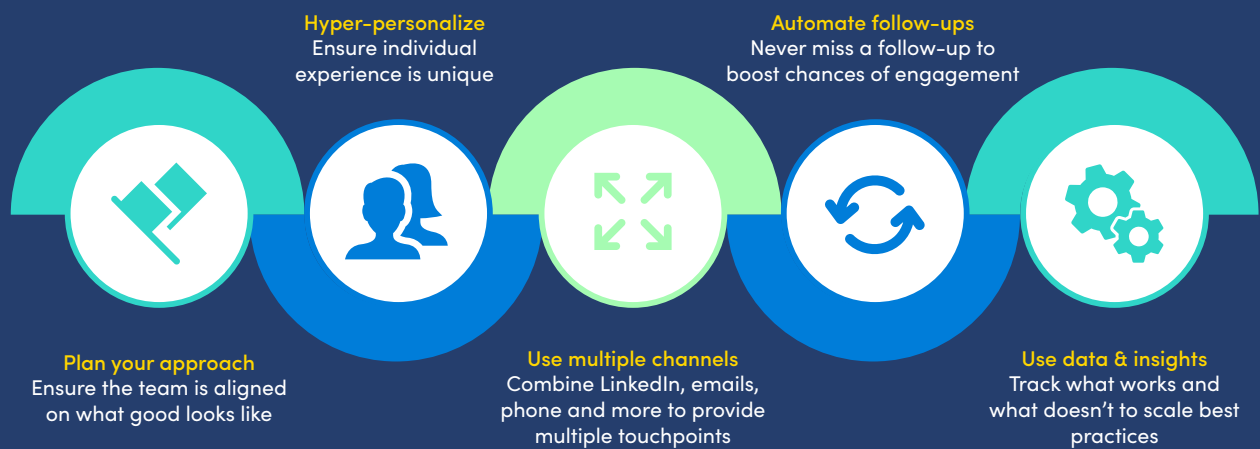 Plan your approach
Ensure the team is aligned
on what good looks like
Hyper-personalize
Ensure individual
experience is unique
Use multiple channels
Combine LinkedIn, emails,
phone and more to provide
multiple touchpoints
Automate follow-ups
Never miss a follow-up to
boost chances of engagement
Use data & insights
Track what works and
what doesn’t to scale best
practices